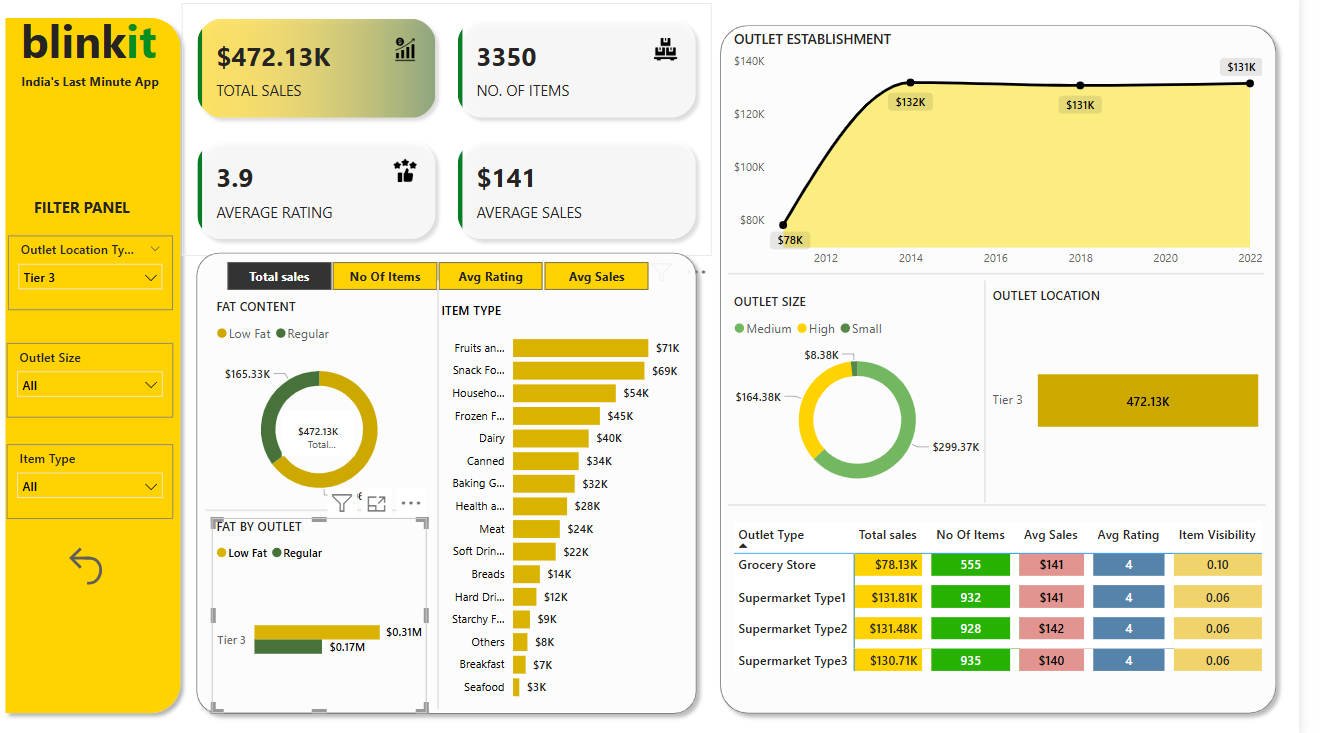 blinkit
India's Last Minute App
FILTER PANEL
Outlet Location Ty...
Tier 3
Outlet Size
All
Item Type
All
$472.13K
TOTAL SALES
3350
NO. OF ITEMS
3.9
AVERAGE RATING
$141
AVERAGE SALES
Total sales No Of Items Avg Rating Avg Sales
FAT CONTENT
Low Fat Regular
$165.33K
$472.13K
Total...
FAT BY OUTLET
Low Fat Regular
Tier 3
$0.31M
$0.17M
ITEM TYPE
Fruits an... $71K
Snack Fo... $69K
Househo... $54K
Frozen F... $45K
Dairy $40K
Canned $34K
Baking G... $32K
Health a... $28K
Meat $24K
Soft Drin... $22K
Breads $14K
Hard Dri... $12K
Starchy F... $9K
Others $8K
Breakfast $7K
Seafood $3K
OUTLET ESTABLISHMENT
$140K
$120K
$100K
$80K
$78K
$132K
$131K
$131K
2012 2014 2016 2018 2020 2022
OUTLET SIZE
Medium High Small
$8.38K
$164.38K
$299.37K
OUTLET LOCATION
Tier 3 472.13K
Outlet Type Total sales No Of Items Avg Sales Avg Rating Item Visibility
Grocery Store $78.13K 555 $141 4 0.10
Supermarket Type1 $131.81K 932 $141 4 0.06
Supermarket Type2 $131.48K 928 $142 4 0.06
Supermarket Type3 $130.71K 935 $140 4 0.06